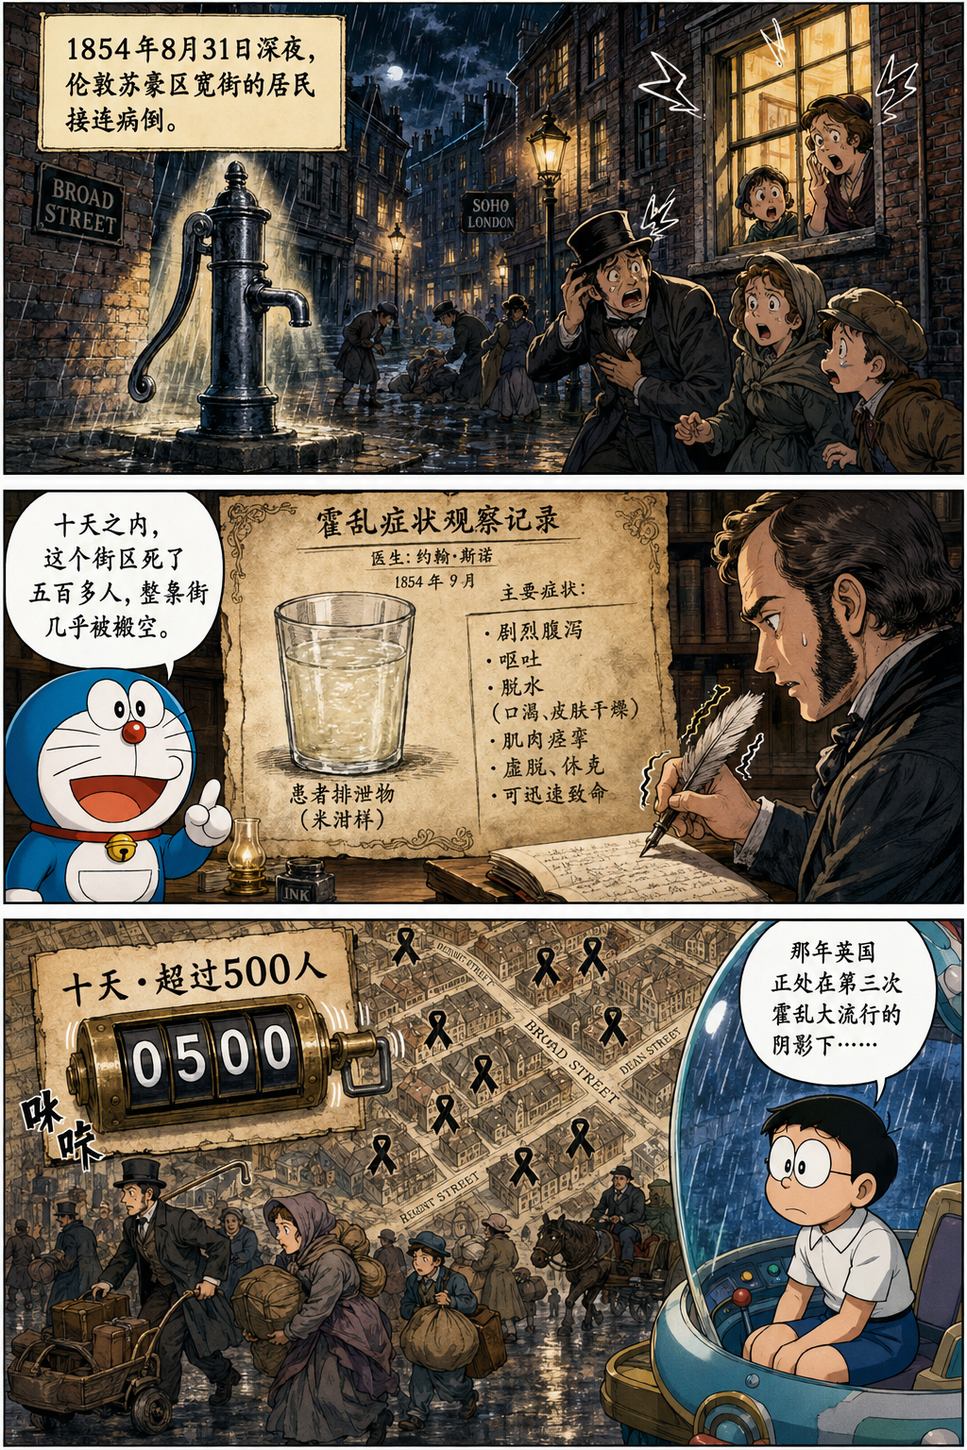 1854年8月31日深夜，
伦敦苏豪区宽街的居民
接连病倒。
BROAD
STREET
SOHO
LONDON
十天之内，
这个街区死了
五百多人，整条街
几乎被搬空。
霍乱症状观察记录
医生：约翰·斯诺
1854年9月
主要症状：
·剧烈腹泻
·呕吐
·脱水
（口渴、皮肤干燥）
·肌肉痉挛
·虚脱、休克
·可迅速致命
患者排泄物
（米泔样）
INK
十天·超过500人
0500
咔
咔
BROAD STREET
DEAN STREET
REGENT STREET
那年英国
正处在第三次
霍乱大流行的
阴影下……